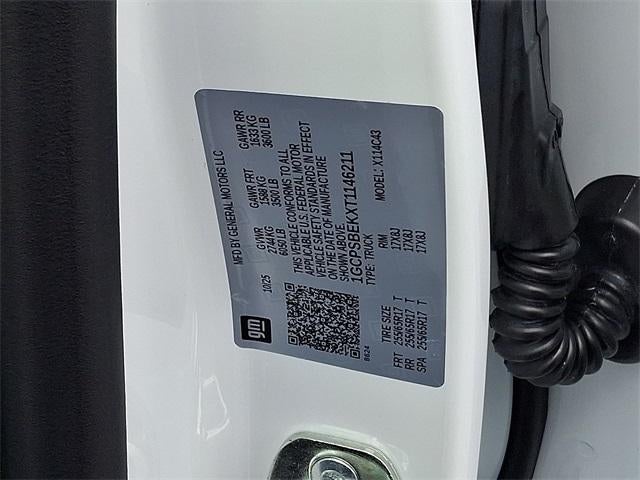 MFD BY GENERAL MOTORS LLC
10/25 GVWR GAWR FRT GAWR RR
2744 KG 1588 KG 1633 KG
6050 LB 3500 LB 3600 LB
THIS VEHICLE CONFORMS TO ALL
APPLICABLE U.S. FEDERAL MOTOR
VEHICLE SAFETY STANDARDS IN EFFECT
ON THE DATE OF MANUFACTURE
SHOWN ABOVE.
1GCPSBEKXT1146211
TYPE: TRUCK MODEL: X114C43
gm
8624
TIRE SIZE RIM
FRT 255/65R17 T 17X8J
RR 255/65R17 T 17X8J
SPA 255/65R17 T 17X8J